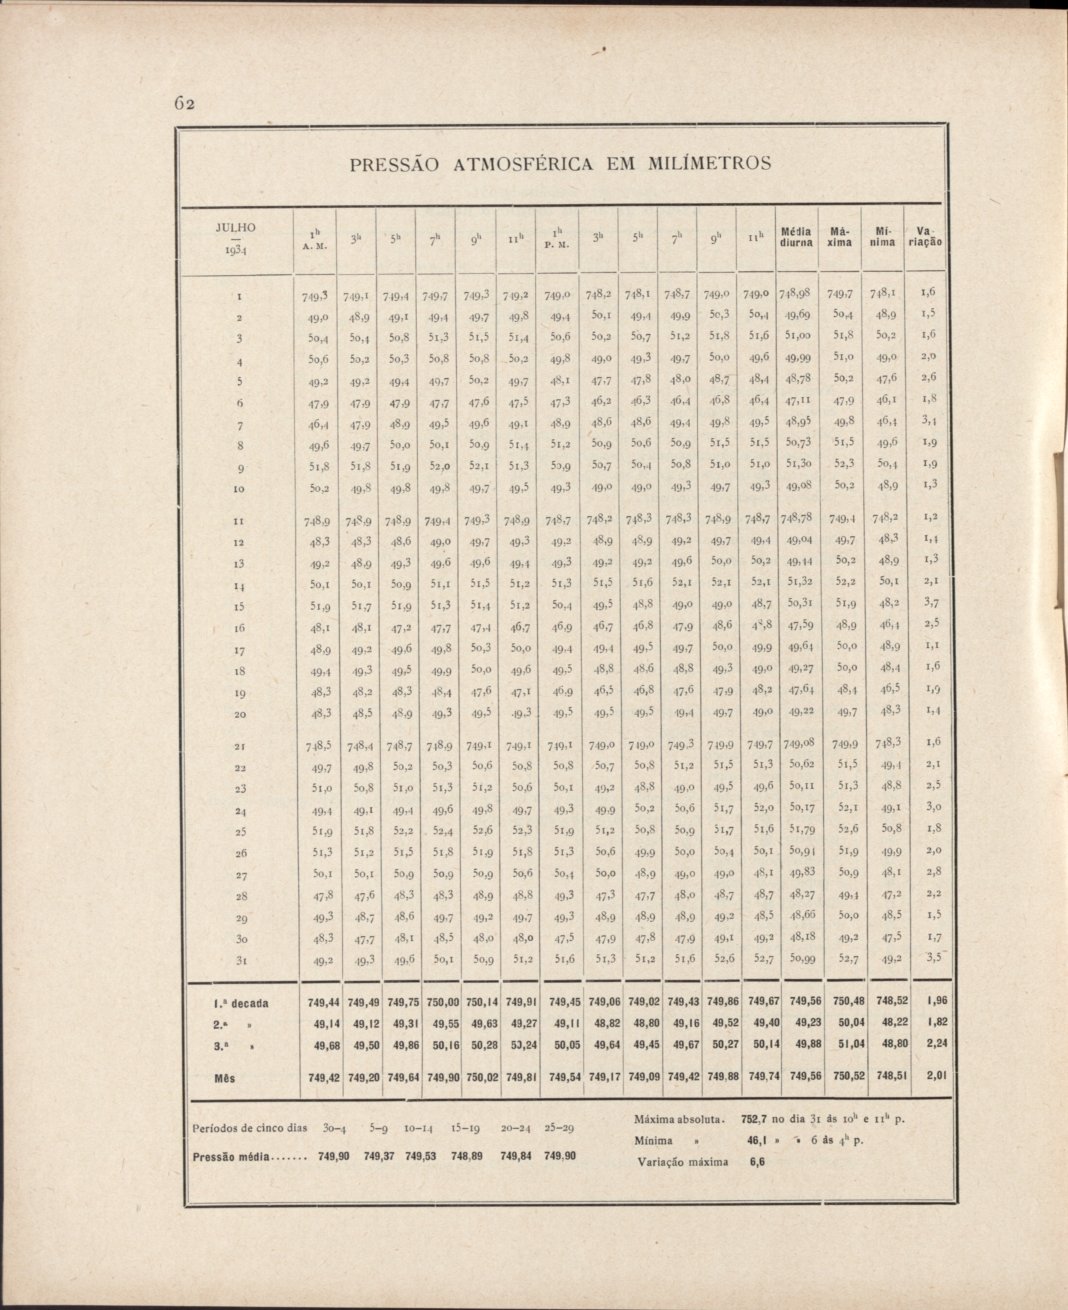 62
PRESSÃO ATMOSFÉRICA EM MILÍMETROS
JULHO — 1934 1h A. M. 3h 5h 7h 9h 11h 1h P. M. 3h 5h 7h 9h 11h Média diurna Má-xima Mí-nima Va riação
1 749,3 749,1 749,4 749,7 749,3 749,2 749,0 748,2 748,1 748,7 749,0 749,0 748,98 749,7 748,1 1,6
2 49,0 48,9 49,1 49,4 49,7 49,8 49,4 50,1 49,4 49,9 50,3 50,4 49,69 50,4 48,9 1,5
3 50,4 50,4 50,8 51,3 51,5 51,4 50,6 50,2 50,7 51,2 51,8 51,6 51,00 51,8 50,2 1,6
4 50,6 50,2 50,3 50,8 50,8 50,2 49,8 49,0 49,3 49,7 50,0 49,6 49,99 51,0 49,0 2,0
5 49,2 49,2 49,4 49,7 50,2 49,7 48,1 47,7 47,8 48,0 48,7 48,4 48,78 50,2 47,6 2,6
6 47,9 47,9 47,9 47,7 47,6 47,5 47,3 46,2 46,3 46,4 46,8 46,4 47,11 47,9 46,1 1,8
7 46,4 47,9 48,9 49,5 49,6 49,1 48,9 48,6 48,6 49,4 49,8 49,5 48,95 49,8 46,4 3,4
8 49,6 49,7 50,0 50,1 50,9 51,4 51,2 50,9 50,6 50,9 51,5 51,5 50,73 51,5 49,6 1,9
9 51,8 51,8 51,9 52,0 52,1 51,3 50,9 50,7 50,4 50,8 51,0 51,0 51,30 52,3 50,4 1,9
10 50,2 49,8 49,8 49,8 49,7 49,5 49,3 49,0 49,0 49,3 49,7 49,3 49,08 50,2 48,9 1,3
11 748,9 748,9 748,9 749,4 749,3 748,9 748,7 748,2 748,3 748,3 748,9 748,7 748,78 749,4 748,2 1,2
12 48,3 48,3 48,6 49,0 49,7 49,3 49,2 48,9 48,9 49,2 49,7 49,4 49,04 49,7 48,3 1,4
13 49,2 48,9 49,3 49,6 49,6 49,4 49,3 49,2 49,2 49,6 50,0 50,2 49,44 50,2 48,9 1,3
14 50,1 50,1 50,9 51,1 51,5 51,2 51,3 51,5 51,6 52,1 52,1 52,1 51,32 52,2 50,1 2,1
15 51,9 51,7 51,9 51,3 51,4 51,2 50,4 49,5 48,8 49,0 49,0 48,7 50,31 51,9 48,2 3,7
16 48,1 48,1 47,2 47,7 47,4 46,7 46,9 46,7 46,8 47,9 48,6 48,8 47,59 48,9 46,4 2,5
17 48,9 49,2 49,6 49,8 50,3 50,0 49,4 49,4 49,5 49,7 50,0 49,9 49,64 50,0 48,9 1,1
18 49,4 49,3 49,5 49,9 50,0 49,6 49,5 48,8 48,6 48,8 49,3 49,0 49,27 50,0 48,4 1,6
19 48,3 48,2 48,3 48,4 47,6 47,1 46,9 46,5 46,8 47,6 47,9 48,2 47,64 48,4 46,5 1,9
20 48,3 48,5 48,9 49,3 49,5 49,3 49,5 49,5 49,5 49,4 49,7 49,0 49,22 49,7 48,3 1,4
21 748,5 748,4 748,7 748,9 749,1 749,1 749,1 749,0 749,0 749,3 749,9 749,7 749,08 749,9 748,3 1,6
22 49,7 49,8 50,2 50,3 50,6 50,8 50,8 50,7 50,8 51,2 51,5 51,3 50,62 51,5 49,4 2,1
23 51,0 50,8 51,0 51,3 51,2 50,6 50,1 49,2 48,8 49,0 49,5 49,6 50,11 51,3 48,8 2,5
24 49,4 49,1 49,4 49,6 49,8 49,7 49,3 49,9 50,2 50,6 51,7 52,0 50,17 52,1 49,1 3,0
25 51,9 51,8 52,2 52,4 52,6 52,3 51,9 51,2 50,8 50,9 51,7 51,6 51,79 52,6 50,8 1,8
26 51,3 51,2 51,5 51,8 51,9 51,8 51,3 50,6 49,9 50,0 50,4 50,1 50,94 51,9 49,9 2,0
27 50,1 50,1 50,9 50,9 50,9 50,6 50,4 50,0 48,9 49,0 49,0 48,1 49,83 50,9 48,1 2,8
28 47,8 47,6 48,3 48,3 48,9 48,8 49,3 47,3 47,7 48,0 48,7 48,7 48,27 49,4 47,2 2,2
29 49,3 48,7 48,6 49,7 49,2 49,7 49,3 48,9 48,9 48,9 49,2 48,5 48,66 50,0 48,5 1,5
30 48,3 47,7 48,1 48,5 48,0 48,0 47,5 47,9 47,8 47,9 49,1 49,2 48,18 49,2 47,5 1,7
31 49,2 49,3 49,6 50,1 50,9 51,2 51,6 51,3 51,2 51,6 52,6 52,7 50,99 52,7 49,2 3,5
1.ª decada 749,44 749,49 749,75 750,00 750,14 749,91 749,45 749,06 749,02 749,43 749,86 749,67 749,56 750,48 748,52 1,96
2.ª » 49,14 49,12 49,31 49,55 49,63 49,27 49,11 48,82 48,80 49,16 49,52 49,40 49,23 50,04 48,22 1,82
3.ª » 49,68 49,50 49,86 50,16 50,28 50,24 50,05 49,64 49,45 49,67 50,27 50,14 49,88 51,04 48,80 2,24
Mês 749,42 749,20 749,64 749,90 750,02 749,81 749,54 749,17 749,09 749,42 749,88 749,74 749,56 750,52 748,51 2,01
Períodos de cinco dias 30-4 5-9 10-14 15-19 20-24 25-29
Pressão média....... 749,90 749,37 749,53 748,89 749,84 749,90
Máxima absoluta. 752,7 no dia 31 ás 10h e 11h p.
Mínima » 46,1 » » 6 ás 4h p.
Variação máxima 6,6